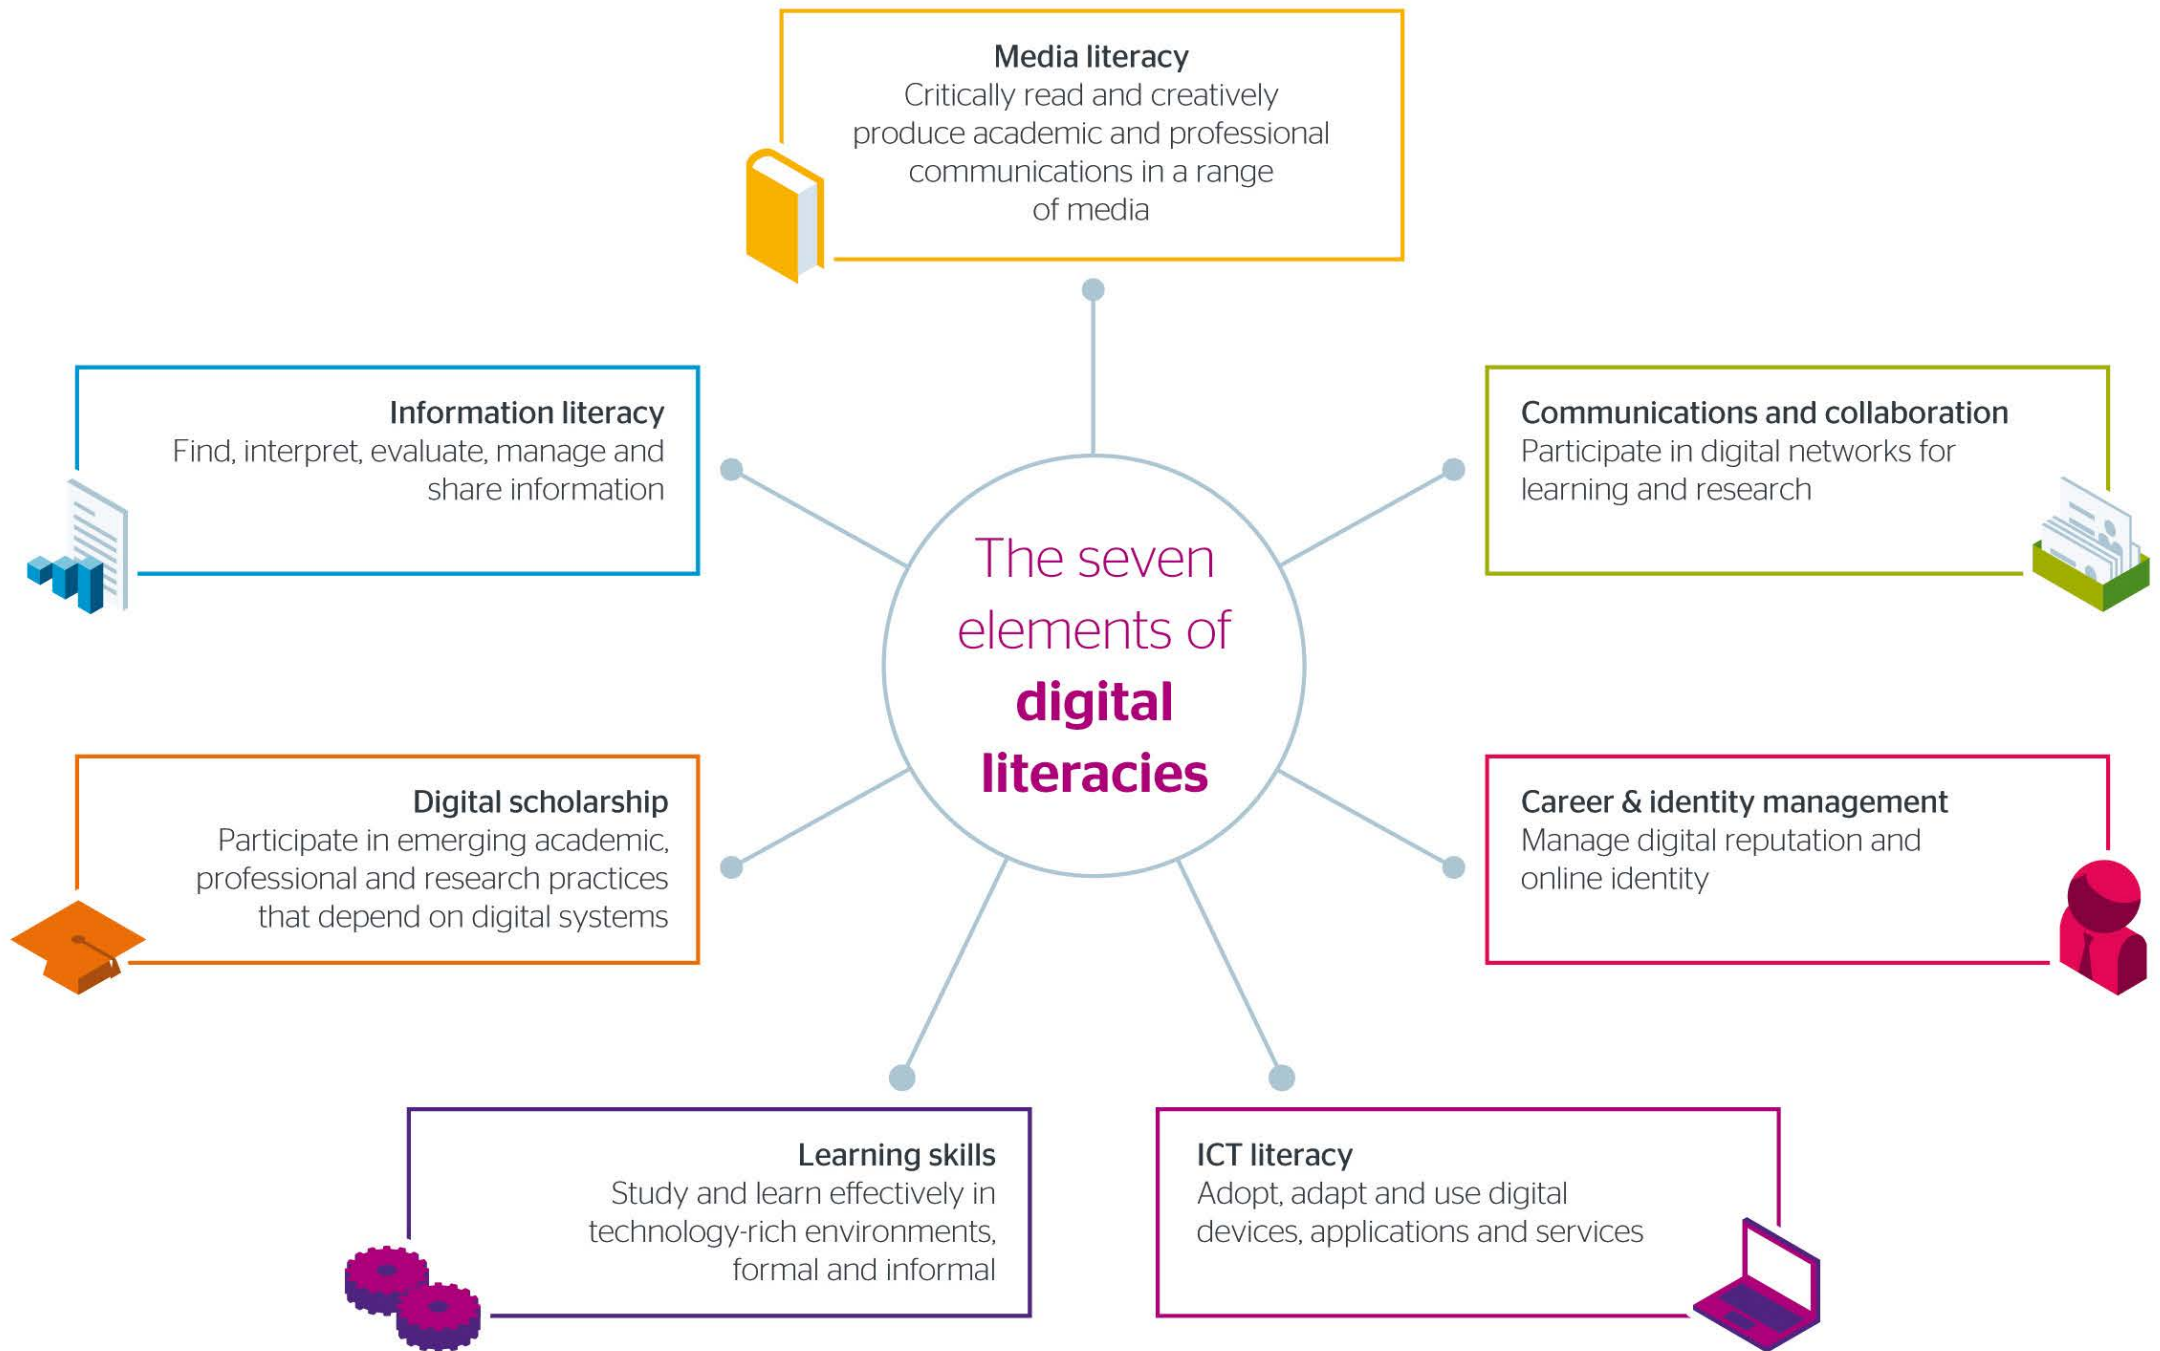 Media literacy
Critically read and creatively
produce academic and professional
communications in a range
of media
Information literacy
Find, interpret, evaluate, manage and
share information
Communications and collaboration
Participate in digital networks for
learning and research
The seven
elements of
digital
literacies
Digital scholarship
Participate in emerging academic,
professional and research practices
that depend on digital systems
Career & identity management
Manage digital reputation and
online identity
Learning skills
Study and learn effectively in
technology-rich environments,
formal and informal
ICT literacy
Adopt, adapt and use digital
devices, applications and services